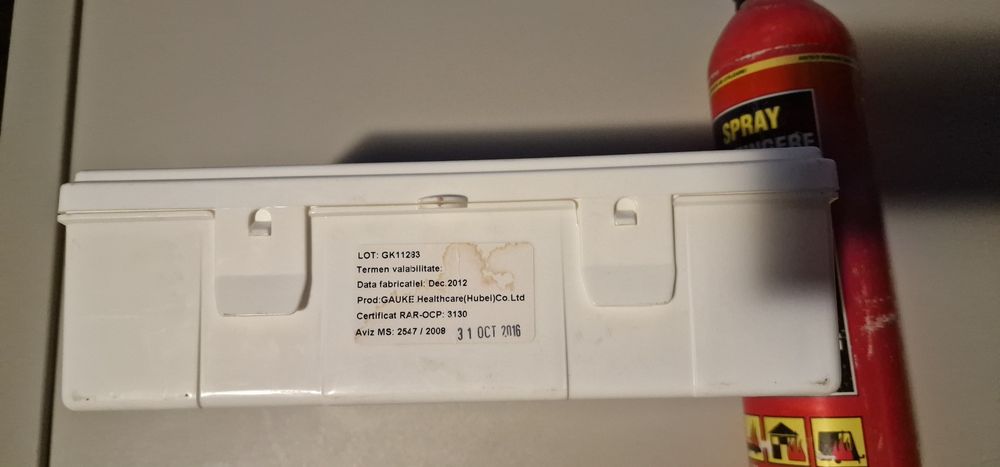 SPRAY
LOT: GK11293
Termen valabilitate:
Data fabricatiei: Dec.2012
Prod:GAUKE Healthcare(Hubei)Co.Ltd
Certificat RAR-OCP: 3130
Aviz MS: 2547 / 2008
31 OCT 2016